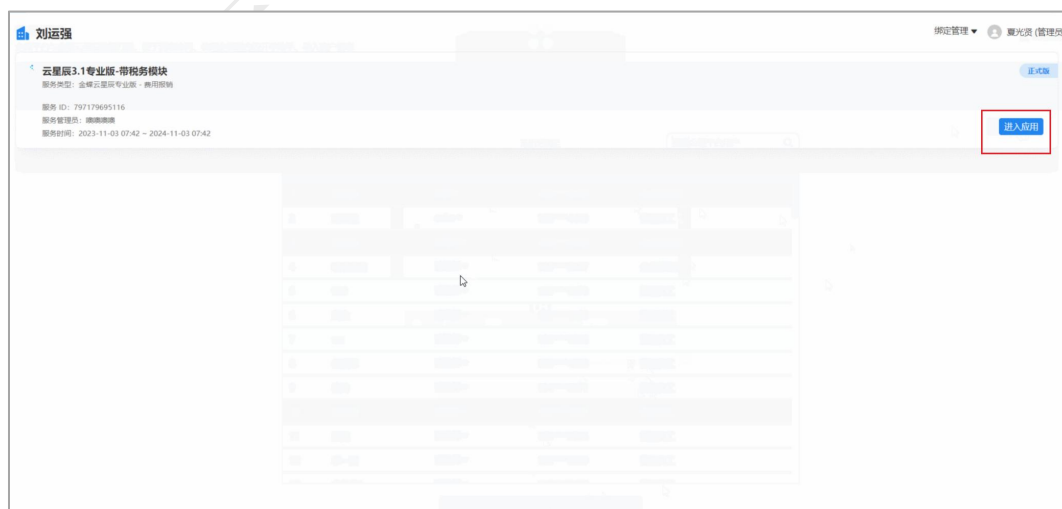 刘运强
绑定管理 ▼
夏光贤 (管理员
云星辰3.1专业版-带税务模块
正式版
服务类型: 金蝶云星辰专业版 - 费用报销
服务 ID: 797179695116
服务管理员:
服务时间: 2023-11-03 07:42 ~ 2024-11-03 07:42
进入应用